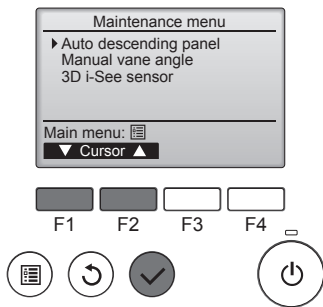 Maintenance menu
Auto descending panel
Manual vane angle
3D i-See sensor
Main menu:
▼ Cursor ▲
F1 F2 F3 F4